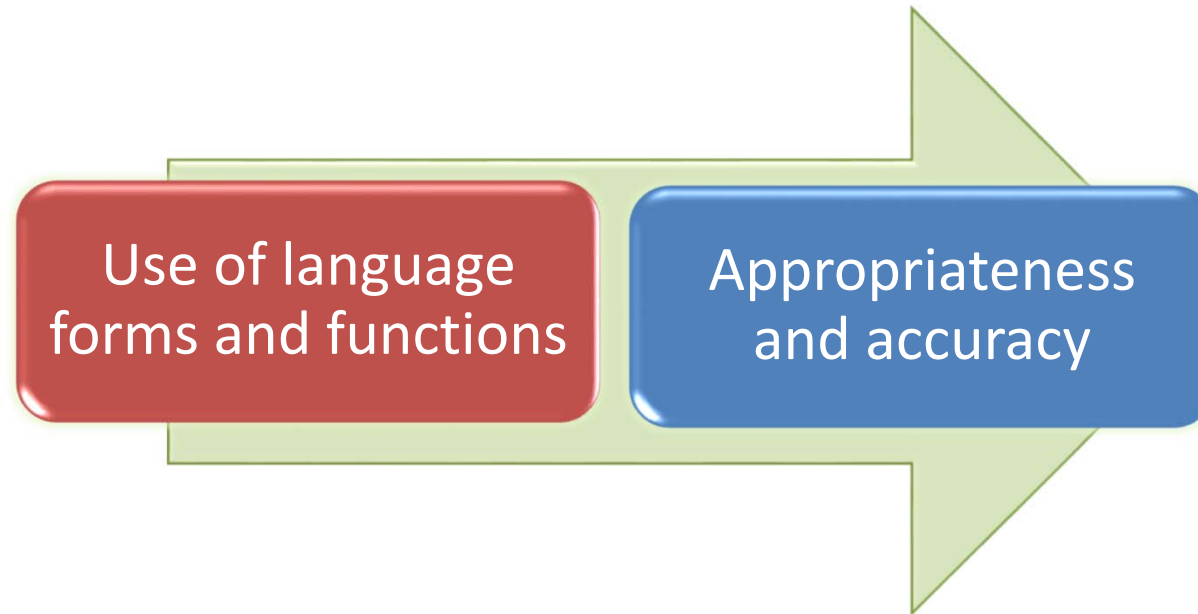 Use of language
forms and functions
Appropriateness
and accuracy